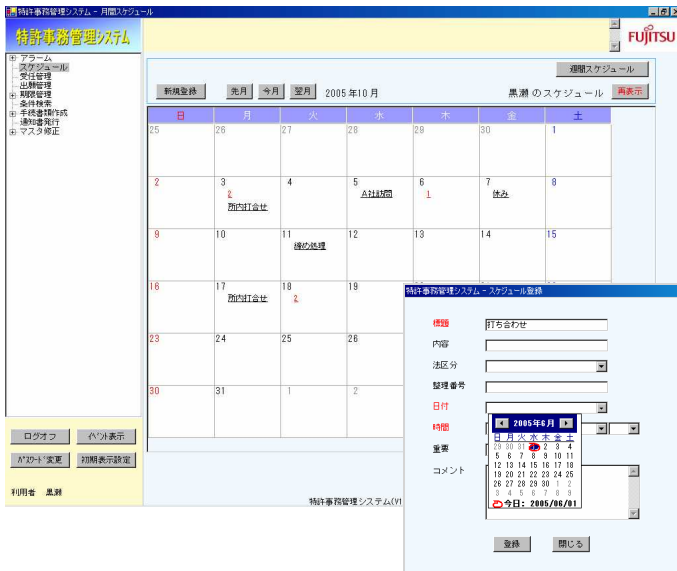 特許事務管理システム - 月間スケジュール
特許事務管理システム
FUJITSU
アラーム
スケジュール
受任管理
出願管理
期限管理
条件検索
手続書類作成
通知書発行
マスタ修正
週間スケジュール
新規登録 先月 今月 翌月 2005年10月 黒瀬 のスケジュール 再表示
日 月 火 水 木 金 土
25 26 27 28 29 30 1
2 3 4 5 6 7 8
2 A社訪問 1 休み
所内打合せ
9 10 11 12 13 14 15
締め処理
16 17 18 19
所内打合せ 2
23 24 25 26
30 31 1 2
ログオフ イベント表示
パスワード変更 初期表示設定
利用者 黒瀬
特許事務管理システム(V1
特許事務管理システム - スケジュール登録
標題 打ち合わせ
内容
法区分
整理番号
日付
時間
重要
コメント
2005年6月
日 月 火 水 木 金 土
29 30 31 1 2 3 4
5 6 7 8 9 10 11
12 13 14 15 16 17 18
19 20 21 22 23 24 25
26 27 28 29 30 1 2
3 4 5 6 7 8 9
今日: 2005/06/01
登録 閉じる